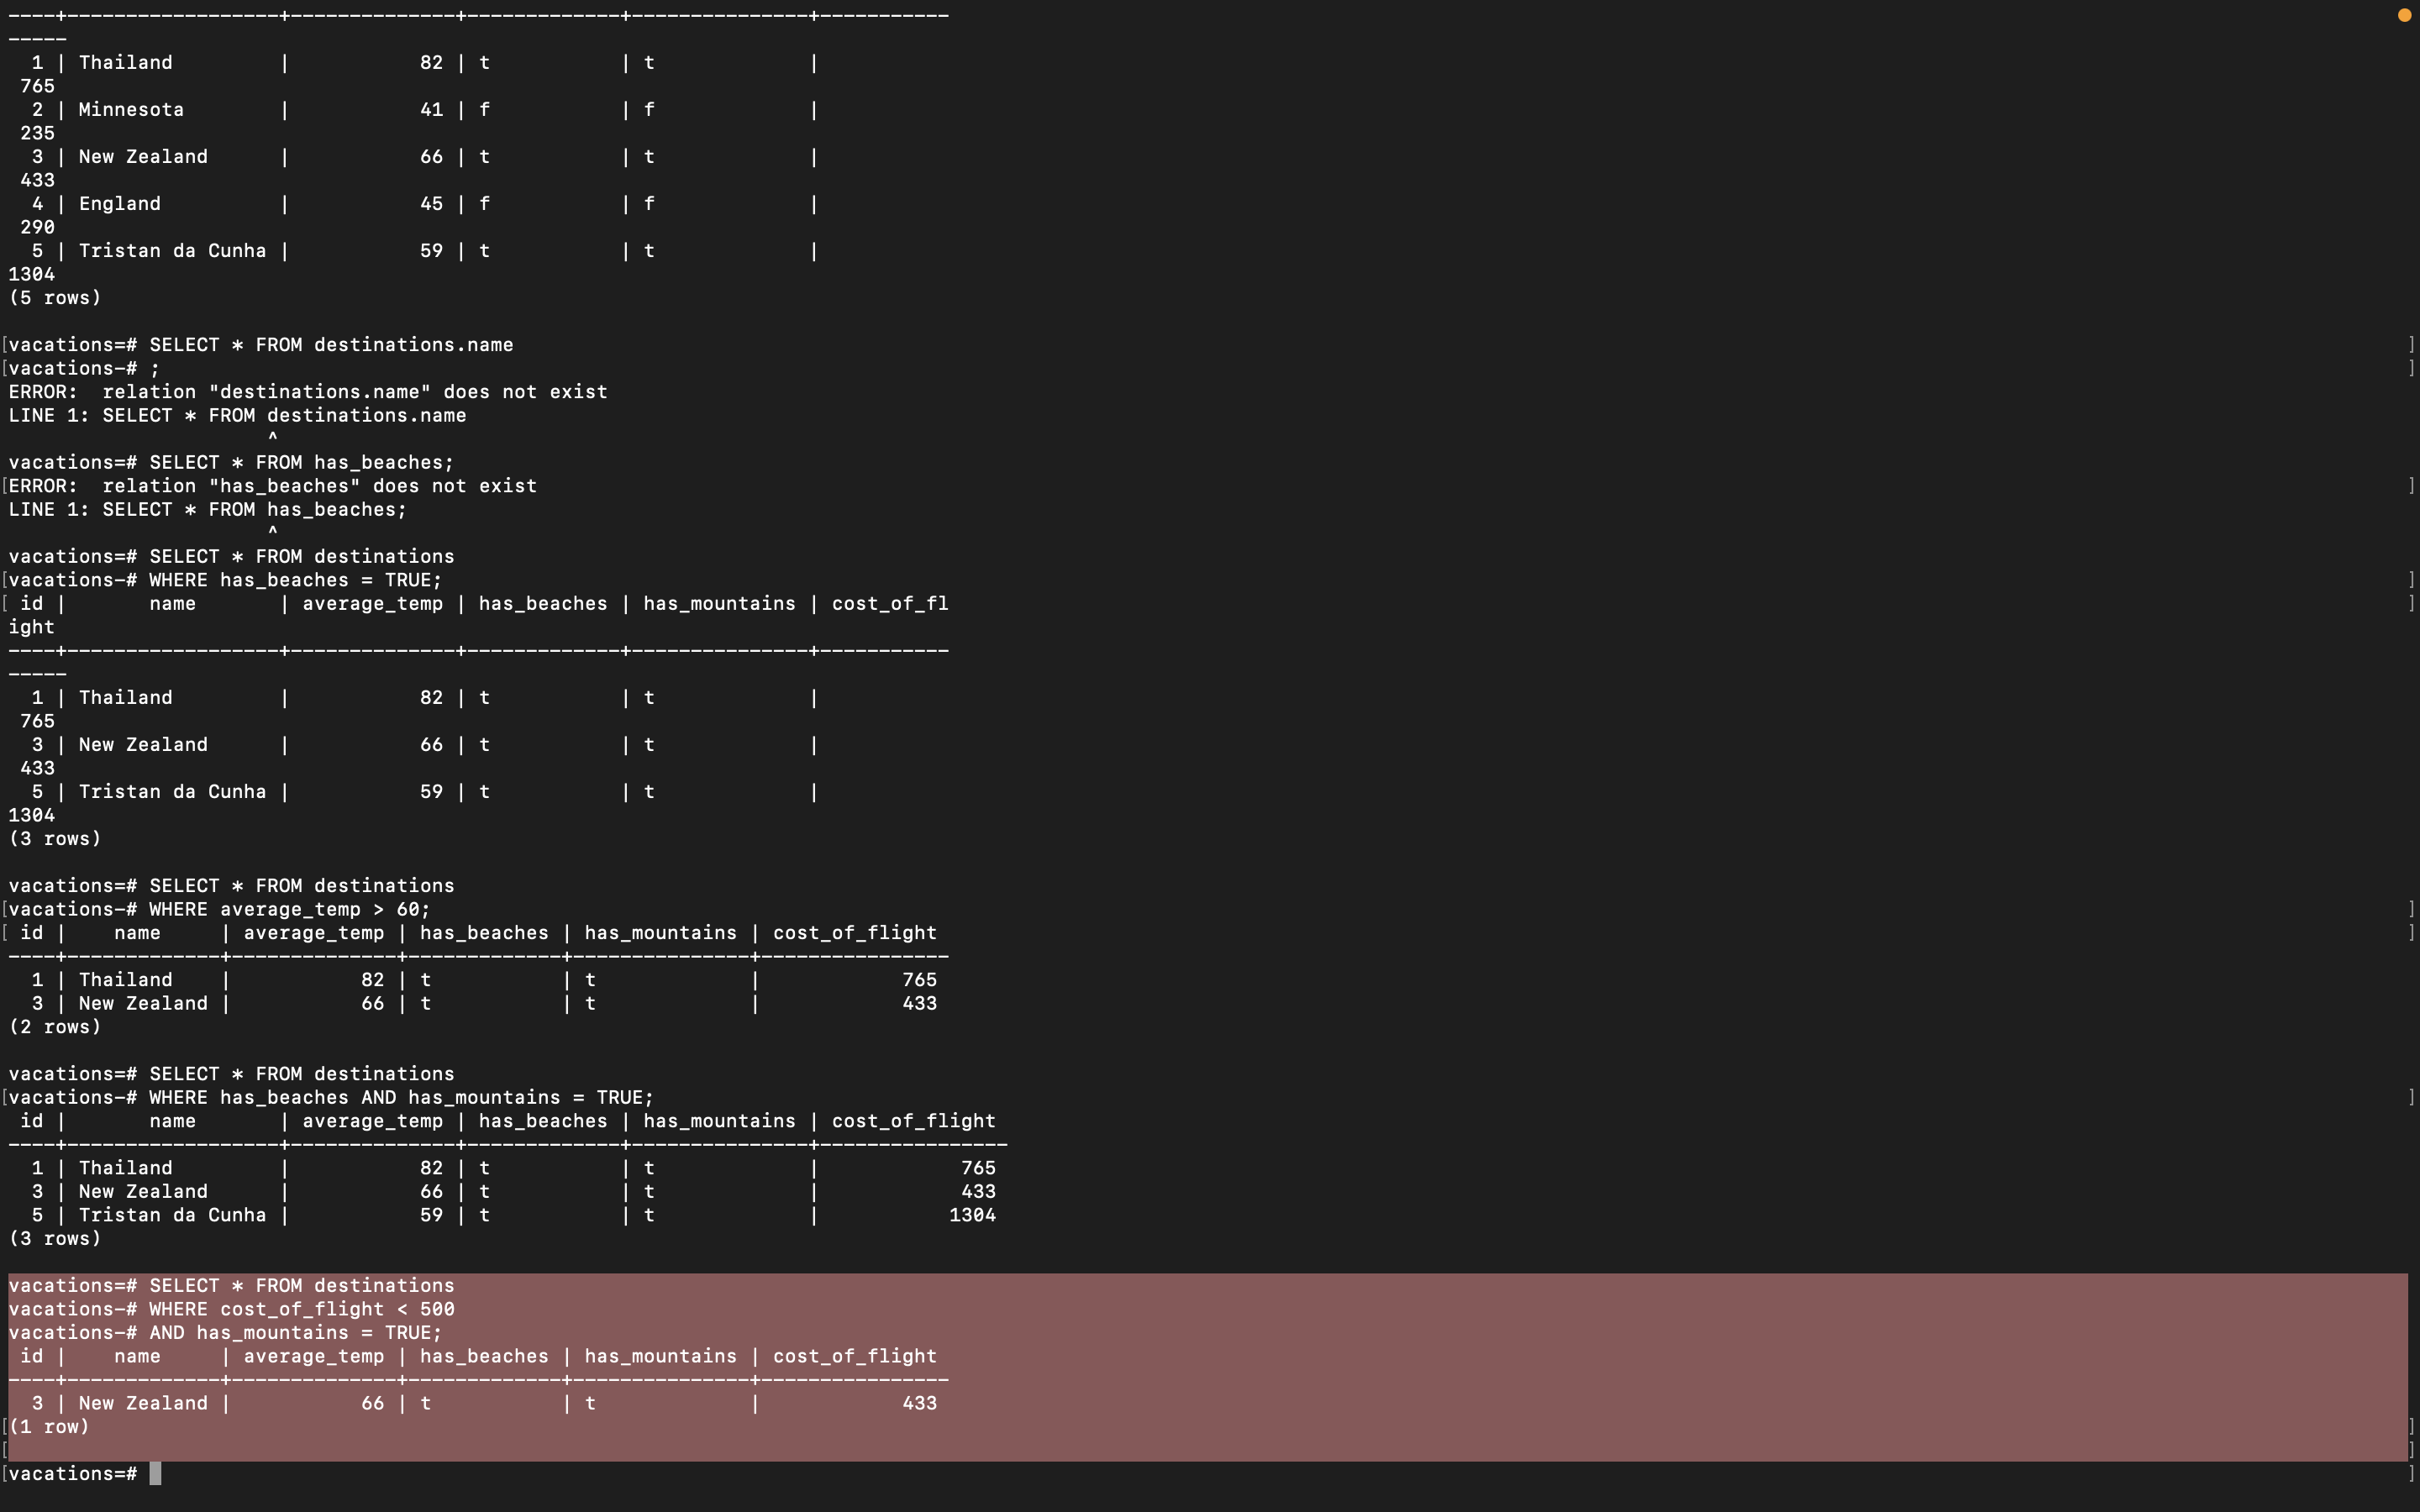 ----+------------------+--------------+-------------+---------------+-----------
-----
  1 | Thailand         |           82 | t           | t             |
 765
  2 | Minnesota        |           41 | f           | f             |
 235
  3 | New Zealand      |           66 | t           | t             |
 433
  4 | England          |           45 | f           | f             |
 290
  5 | Tristan da Cunha |           59 | t           | t             |
1304
(5 rows)

[vacations=# SELECT * FROM destinations.name ]
[vacations-# ; ]
ERROR:  relation "destinations.name" does not exist
LINE 1: SELECT * FROM destinations.name
                      ^
vacations=# SELECT * FROM has_beaches;
[ERROR:  relation "has_beaches" does not exist ]
LINE 1: SELECT * FROM has_beaches;
                      ^
vacations=# SELECT * FROM destinations
[vacations-# WHERE has_beaches = TRUE; ]
[ id |       name       | average_temp | has_beaches | has_mountains | cost_of_fl ]
ight
----+------------------+--------------+-------------+---------------+-----------
-----
  1 | Thailand         |           82 | t           | t             |
 765
  3 | New Zealand      |           66 | t           | t             |
 433
  5 | Tristan da Cunha |           59 | t           | t             |
1304
(3 rows)

vacations=# SELECT * FROM destinations
[vacations-# WHERE average_temp > 60; ]
[ id |    name     | average_temp | has_beaches | has_mountains | cost_of_flight ]
----+-------------+--------------+-------------+---------------+----------------
  1 | Thailand    |           82 | t           | t             |            765
  3 | New Zealand |           66 | t           | t             |            433
(2 rows)

vacations=# SELECT * FROM destinations
[vacations-# WHERE has_beaches AND has_mountains = TRUE; ]
 id |       name       | average_temp | has_beaches | has_mountains | cost_of_flight
----+------------------+--------------+-------------+---------------+----------------
  1 | Thailand         |           82 | t           | t             |            765
  3 | New Zealand      |           66 | t           | t             |            433
  5 | Tristan da Cunha |           59 | t           | t             |           1304
(3 rows)

vacations=# SELECT * FROM destinations
vacations-# WHERE cost_of_flight < 500
vacations-# AND has_mountains = TRUE;
 id |    name     | average_temp | has_beaches | has_mountains | cost_of_flight
----+-------------+--------------+-------------+---------------+----------------
  3 | New Zealand |           66 | t           | t             |            433
[(1 row) ]
[ ]
[vacations=# ]